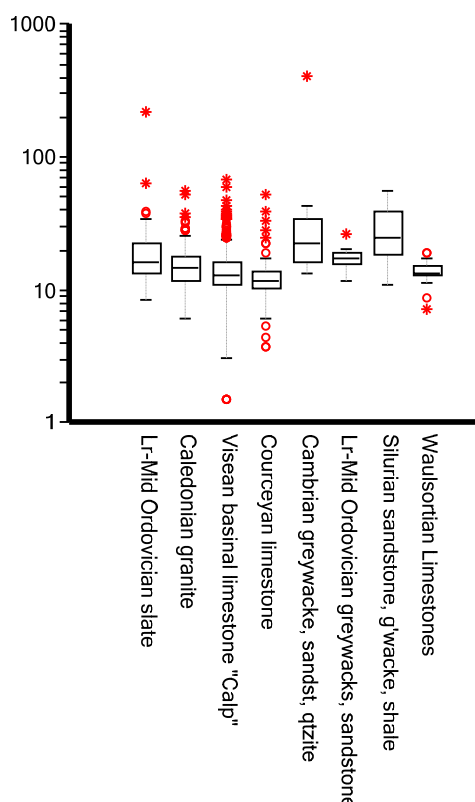 1000
100
10
1
Lr-Mid Ordovician slate
Caledonian granite
Visean basinal limestone "Calp"
Courceyan limestone
Cambrian greywacke, sandst, qtzite
Lr-Mid Ordovician greywacks, sandstone
Silurian sandstone, g'wacke, shale
Waulsortian Limestones